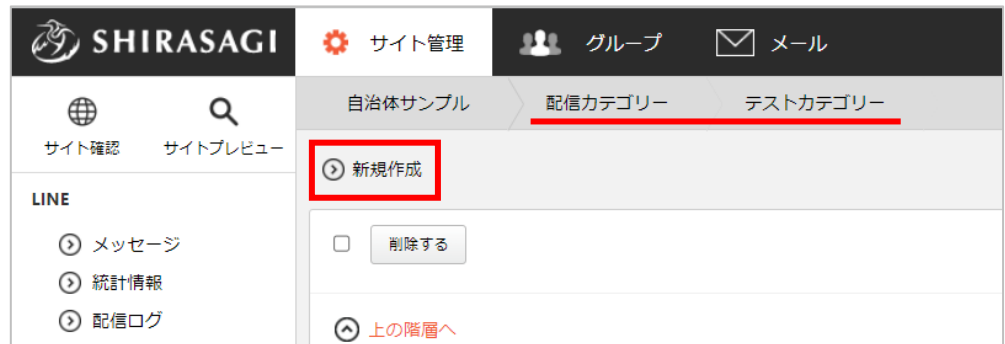 SHIRASAGI サイト管理 グループ メール
自治体サンプル 配信カテゴリー テストカテゴリー
サイト確認 サイトプレビュー
新規作成
LINE
メッセージ
統計情報
配信ログ
削除する
上の階層へ